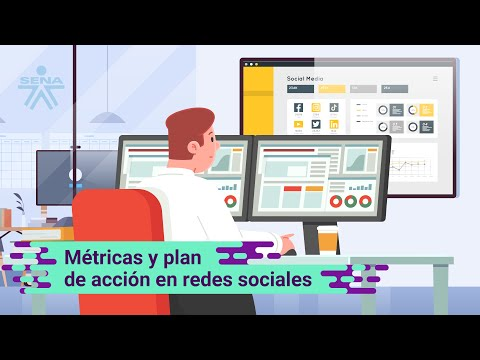 SENA
Social Media
Métricas y plan
de acción en redes sociales